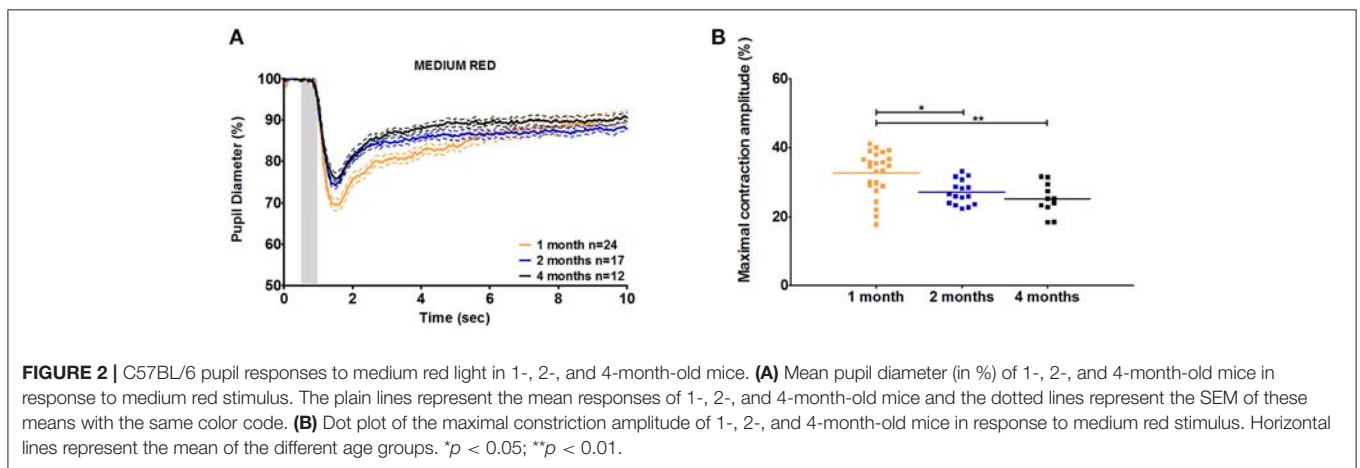 A
MEDIUM RED
Pupil Diameter (%)
100
90
80
70
60
50
1 month n=24
2 months n=17
4 months n=12
0 2 4 6 8 10
Time (sec)
B
Maximal contraction amplitude (%)
60
40
20
0
*
**
1 month 2 months 4 months
FIGURE 2 | C57BL/6 pupil responses to medium red light in 1-, 2-, and 4-month-old mice. (A) Mean pupil diameter (in %) of 1-, 2-, and 4-month-old mice in
response to medium red stimulus. The plain lines represent the mean responses of 1-, 2-, and 4-month-old mice and the dotted lines represent the SEM of these
means with the same color code. (B) Dot plot of the maximal constriction amplitude of 1-, 2-, and 4-month-old mice in response to medium red stimulus. Horizontal
lines represent the mean of the different age groups. *p < 0.05; **p < 0.01.